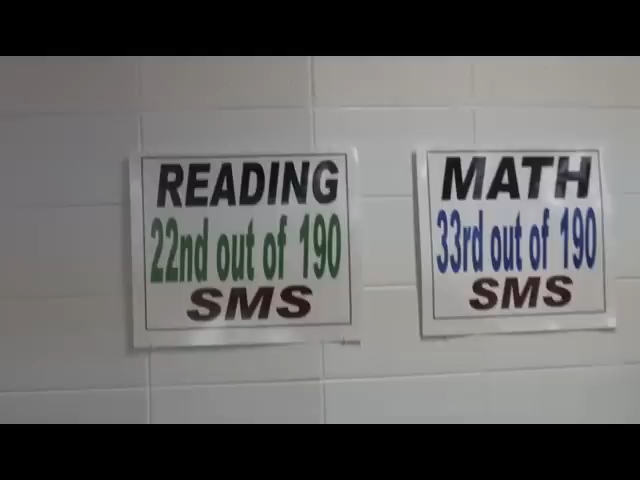 READING
22nd out of 190
SMS
MATH
33rd out of 190
SMS